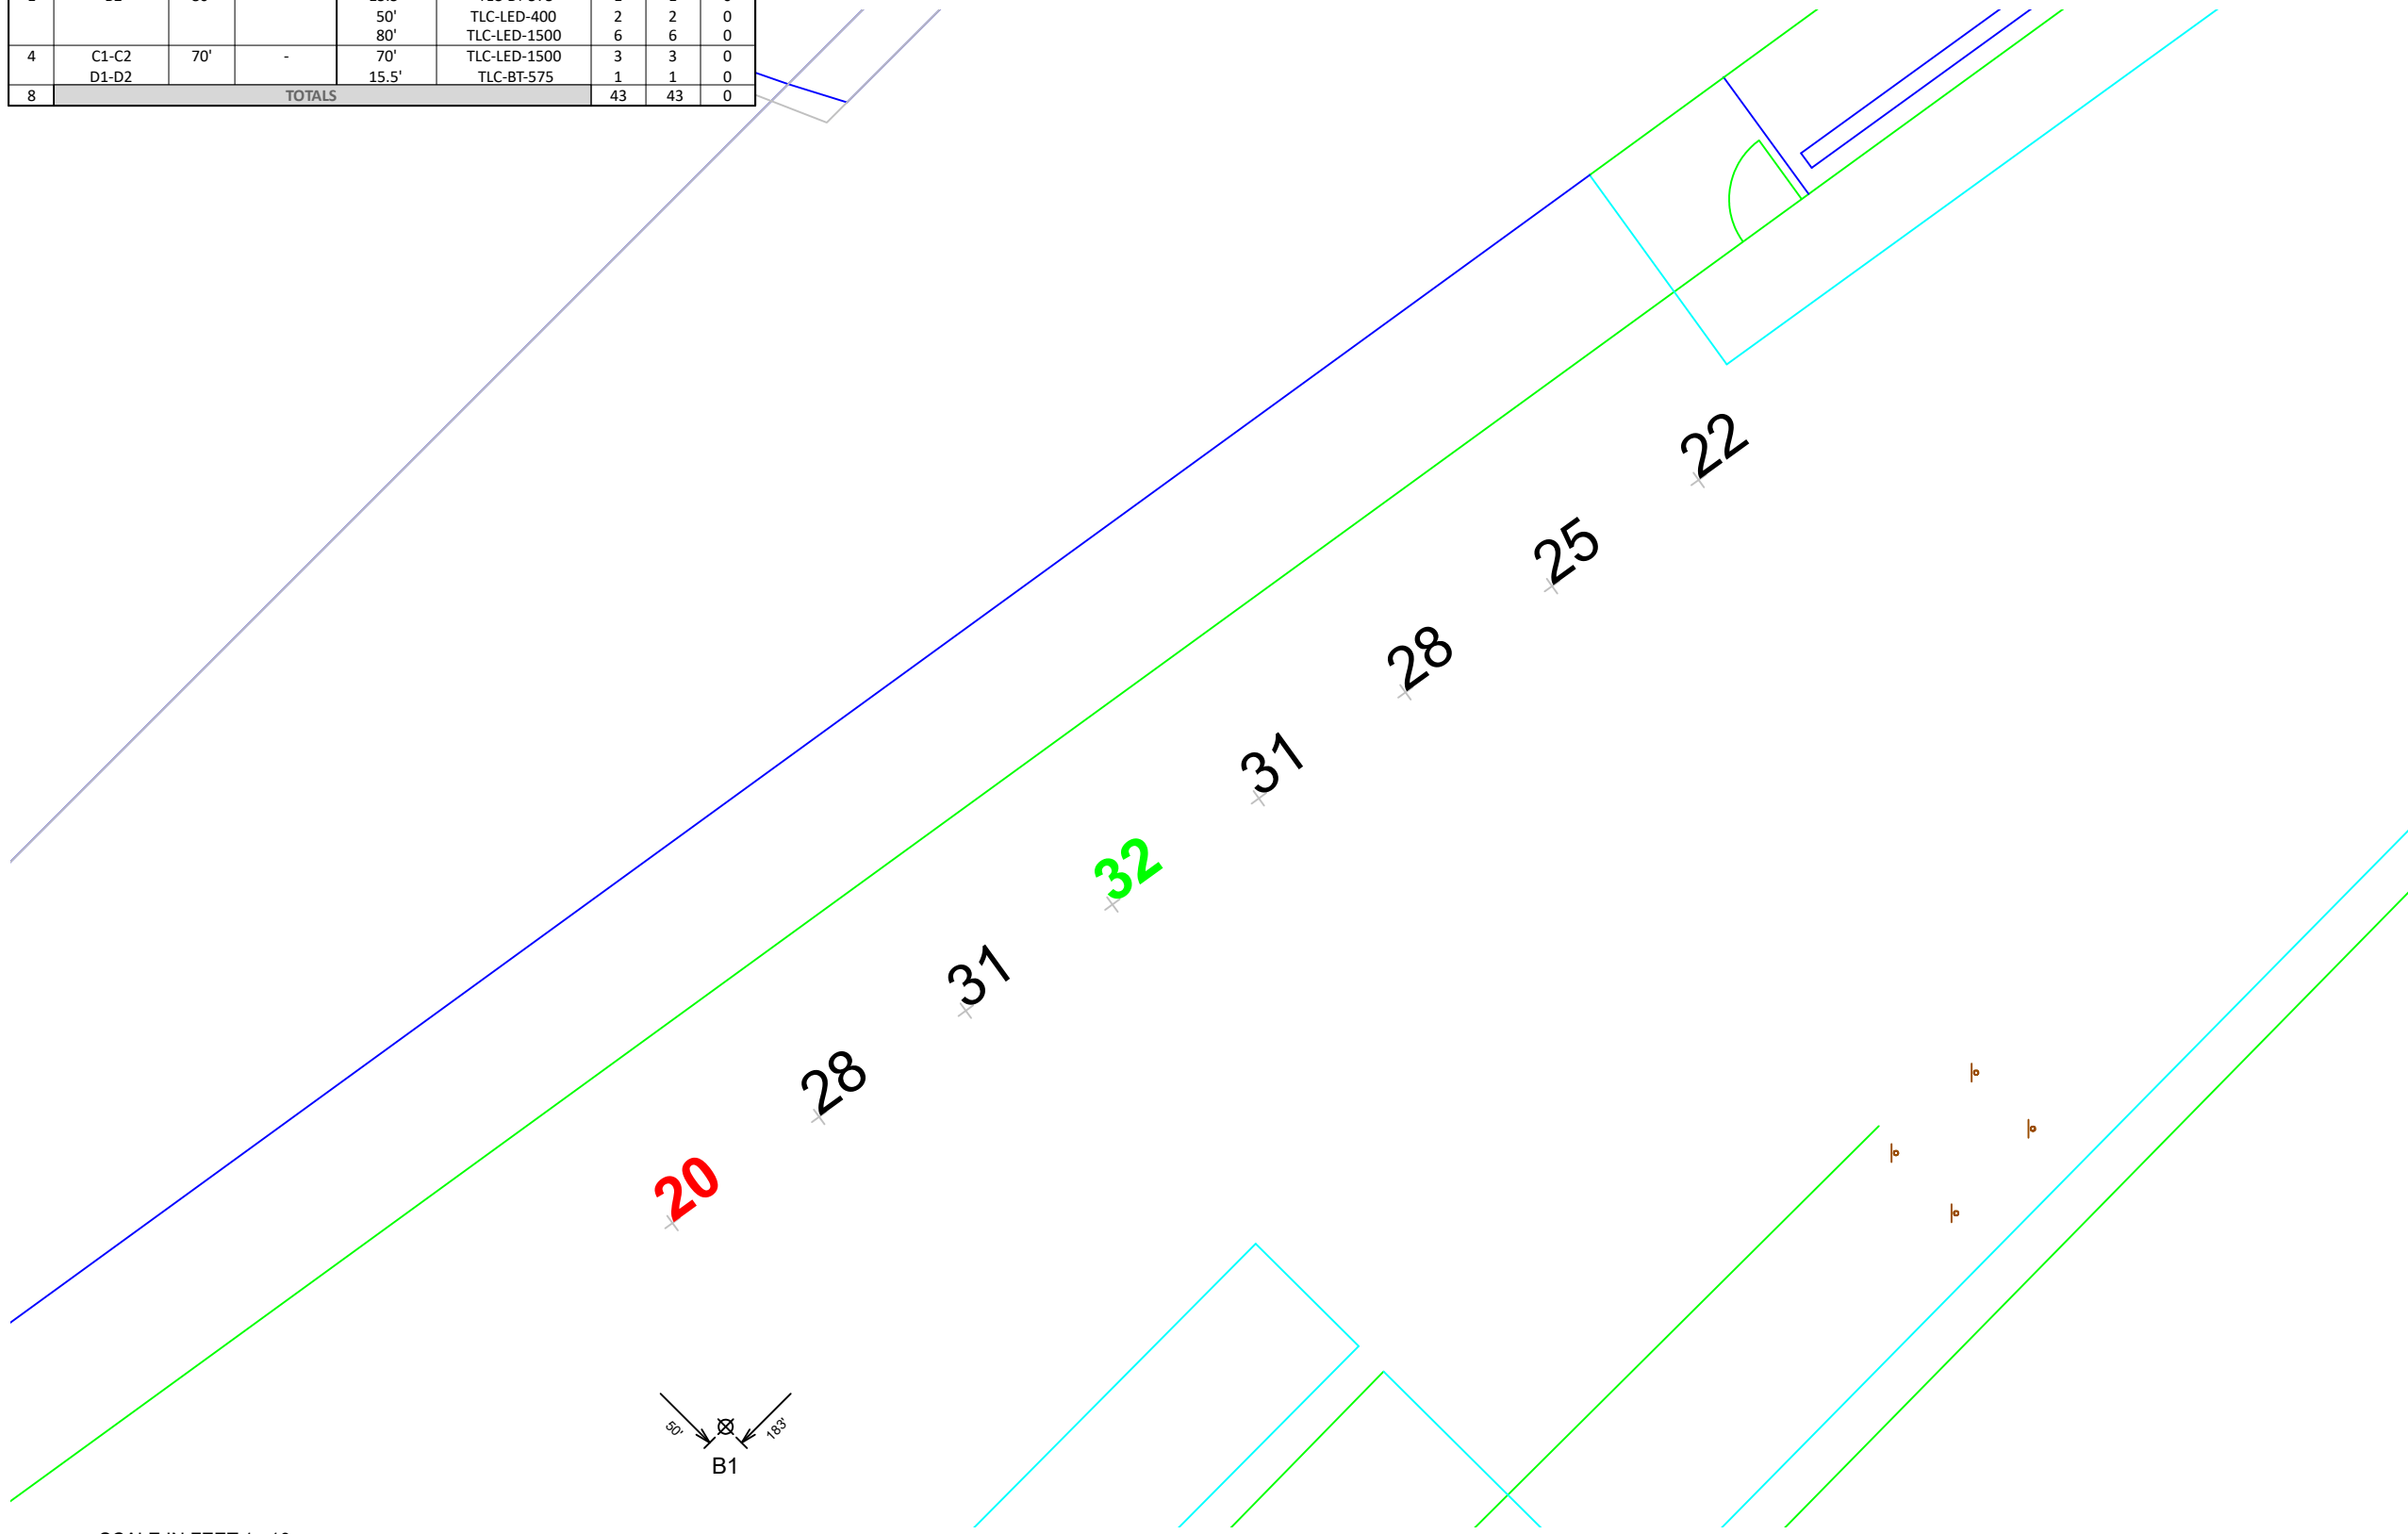 50' TLC-LED-400 2 2 0
80' TLC-LED-1500 6 6 0
4 C1-C2 70' - 70' TLC-LED-1500 3 3 0
D1-D2 15.5' TLC-BT-575 1 1 0
8 TOTALS 43 43 0
22
25
28
31
32
31
28
20
50' 183'
B1